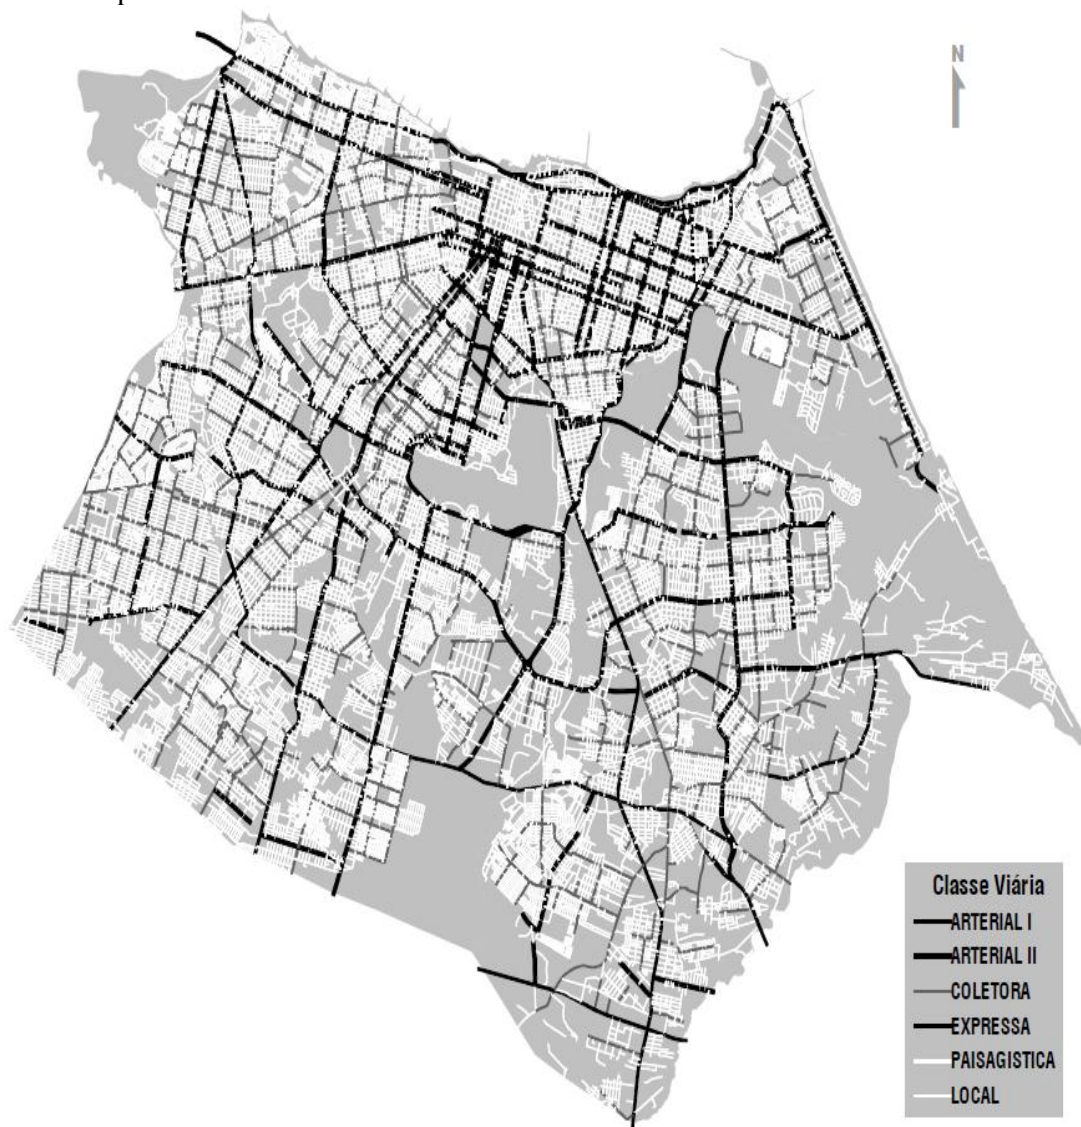 N
Classe Viária
ARTERIAL I
ARTERIAL II
COLETORA
EXPRESSA
PAISAGISTICA
LOCAL